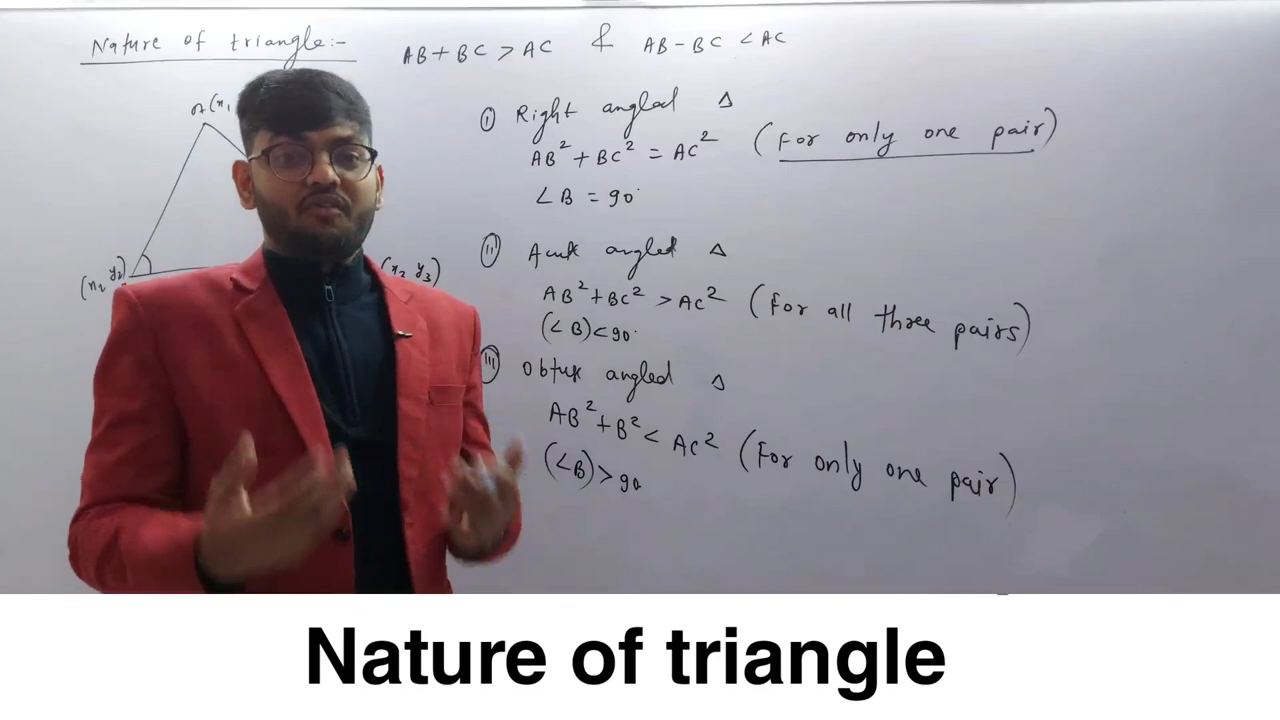 Nature of triangle:- AB + BC > AC & AB - BC < AC
A (x₁
(x₂ y₂)
(x₂ y₃)
(i) Right angled Δ
AB² + BC² = AC² (For only one pair)
∠B = 90°
(ii) Acute angled Δ
AB² + BC² > AC² (for all three pairs)
(∠B) < 90°
(iii) Obtuse angled Δ
AB² + B² < AC² (For only one pair)
(∠B) > 90
Nature of triangle